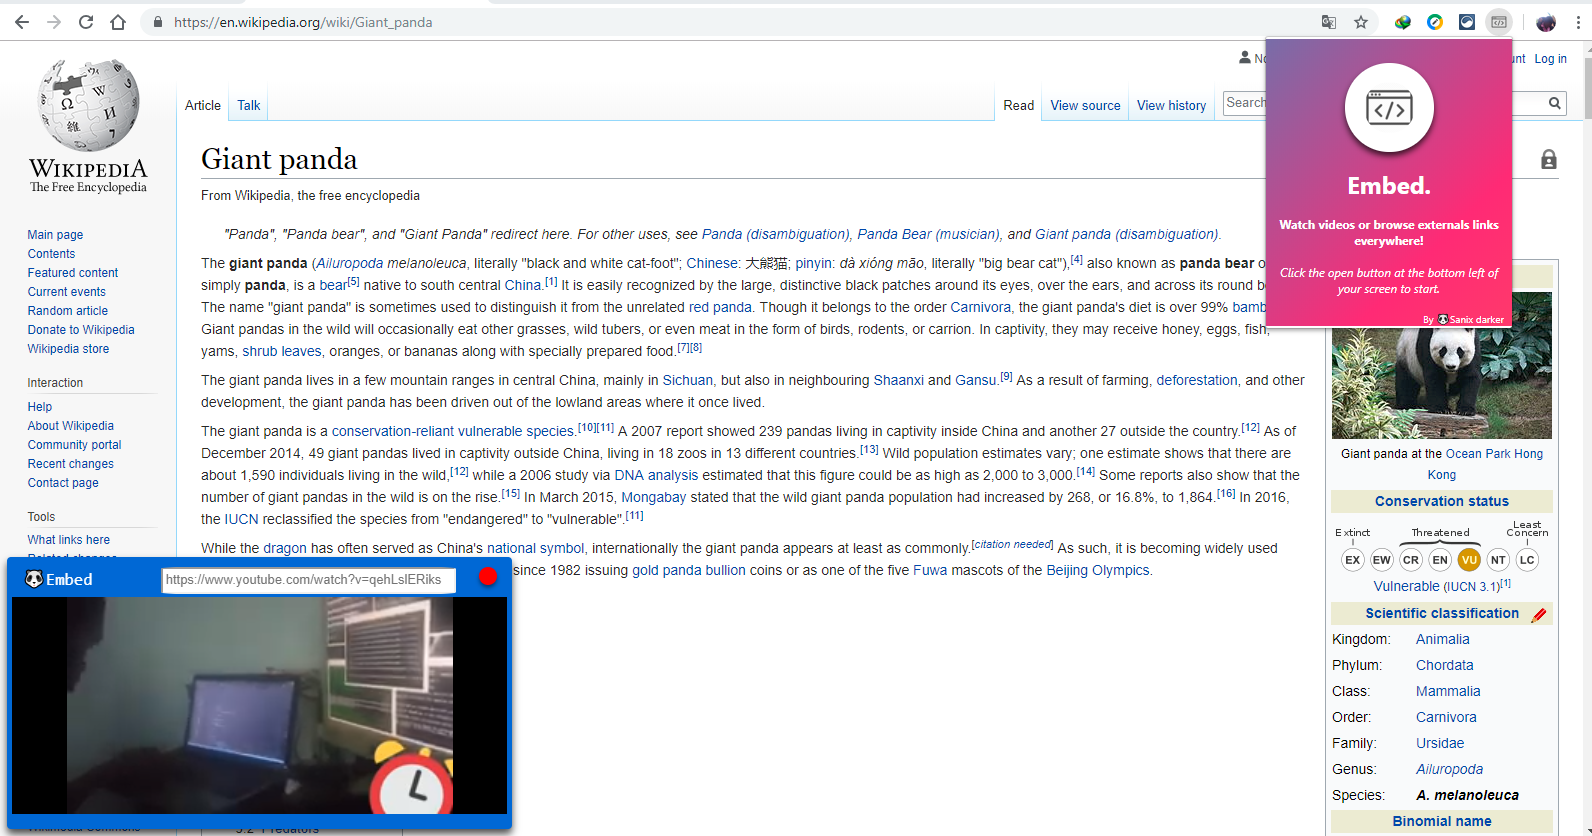 https://en.wikipedia.org/wiki/Giant_panda
WIKIPEDIA
The Free Encyclopedia
Main page
Contents
Featured content
Current events
Random article
Donate to Wikipedia
Wikipedia store
Interaction
Help
About Wikipedia
Community portal
Recent changes
Contact page
Tools
What links here
Related changes
Article Talk
Read View source View history
Search
Log in
Giant panda
From Wikipedia, the free encyclopedia
"Panda", "Panda bear", and "Giant Panda" redirect here. For other uses, see Panda (disambiguation), Panda Bear (musician), and Giant panda (disambiguation).
The giant panda (Ailuropoda melanoleuca, literally "black and white cat-foot"; Chinese: 大熊猫; pinyin: dà xióng māo, literally "big bear cat"),[4] also known as panda bear
simply panda, is a bear[5] native to south central China.[1] It is easily recognized by the large, distinctive black patches around its eyes, over the ears, and across its round
The name "giant panda" is sometimes used to distinguish it from the unrelated red panda. Though it belongs to the order Carnivora, the giant panda's diet is over 99% bamb
Giant pandas in the wild will occasionally eat other grasses, wild tubers, or even meat in the form of birds, rodents, or carrion. In captivity, they may receive honey, eggs, fish,
yams, shrub leaves, oranges, or bananas along with specially prepared food.[7][8]
The giant panda lives in a few mountain ranges in central China, mainly in Sichuan, but also in neighbouring Shaanxi and Gansu.[9] As a result of farming, deforestation, and other
development, the giant panda has been driven out of the lowland areas where it once lived.
The giant panda is a conservation-reliant vulnerable species.[10][11] A 2007 report showed 239 pandas living in captivity inside China and another 27 outside the country.[12] As of
December 2014, 49 giant pandas lived in captivity outside China, living in 18 zoos in 13 different countries.[13] Wild population estimates vary; one estimate shows that there are
about 1,590 individuals living in the wild,[12] while a 2006 study via DNA analysis estimated that this figure could be as high as 2,000 to 3,000.[14] Some reports also show that the
number of giant pandas in the wild is on the rise.[15] In March 2015, Mongabay stated that the wild giant panda population had increased by 268, or 16.8%, to 1,864.[16] In 2016,
the IUCN reclassified the species from "endangered" to "vulnerable".[11]
While the dragon has often served as China's national symbol, internationally the giant panda appears at least as commonly.[citation needed] As such, it is becoming widely used
since 1982 issuing gold panda bullion coins or as one of the five Fuwa mascots of the Beijing Olympics.
Embed.
Watch videos or browse externals links
everywhere!
Click the open button at the bottom left of
your screen to start.
By Sanix darker
Giant panda at the Ocean Park Hong
Kong
Conservation status
Extinct Threatened Least
Concern
EX EW CR EN VU NT LC
Vulnerable (IUCN 3.1)[1]
Scientific classification
Kingdom: Animalia
Phylum: Chordata
Class: Mammalia
Order: Carnivora
Family: Ursidae
Genus: Ailuropoda
Species: A. melanoleuca
Binomial name
Embed
https://www.youtube.com/watch?v=qehLslERiks